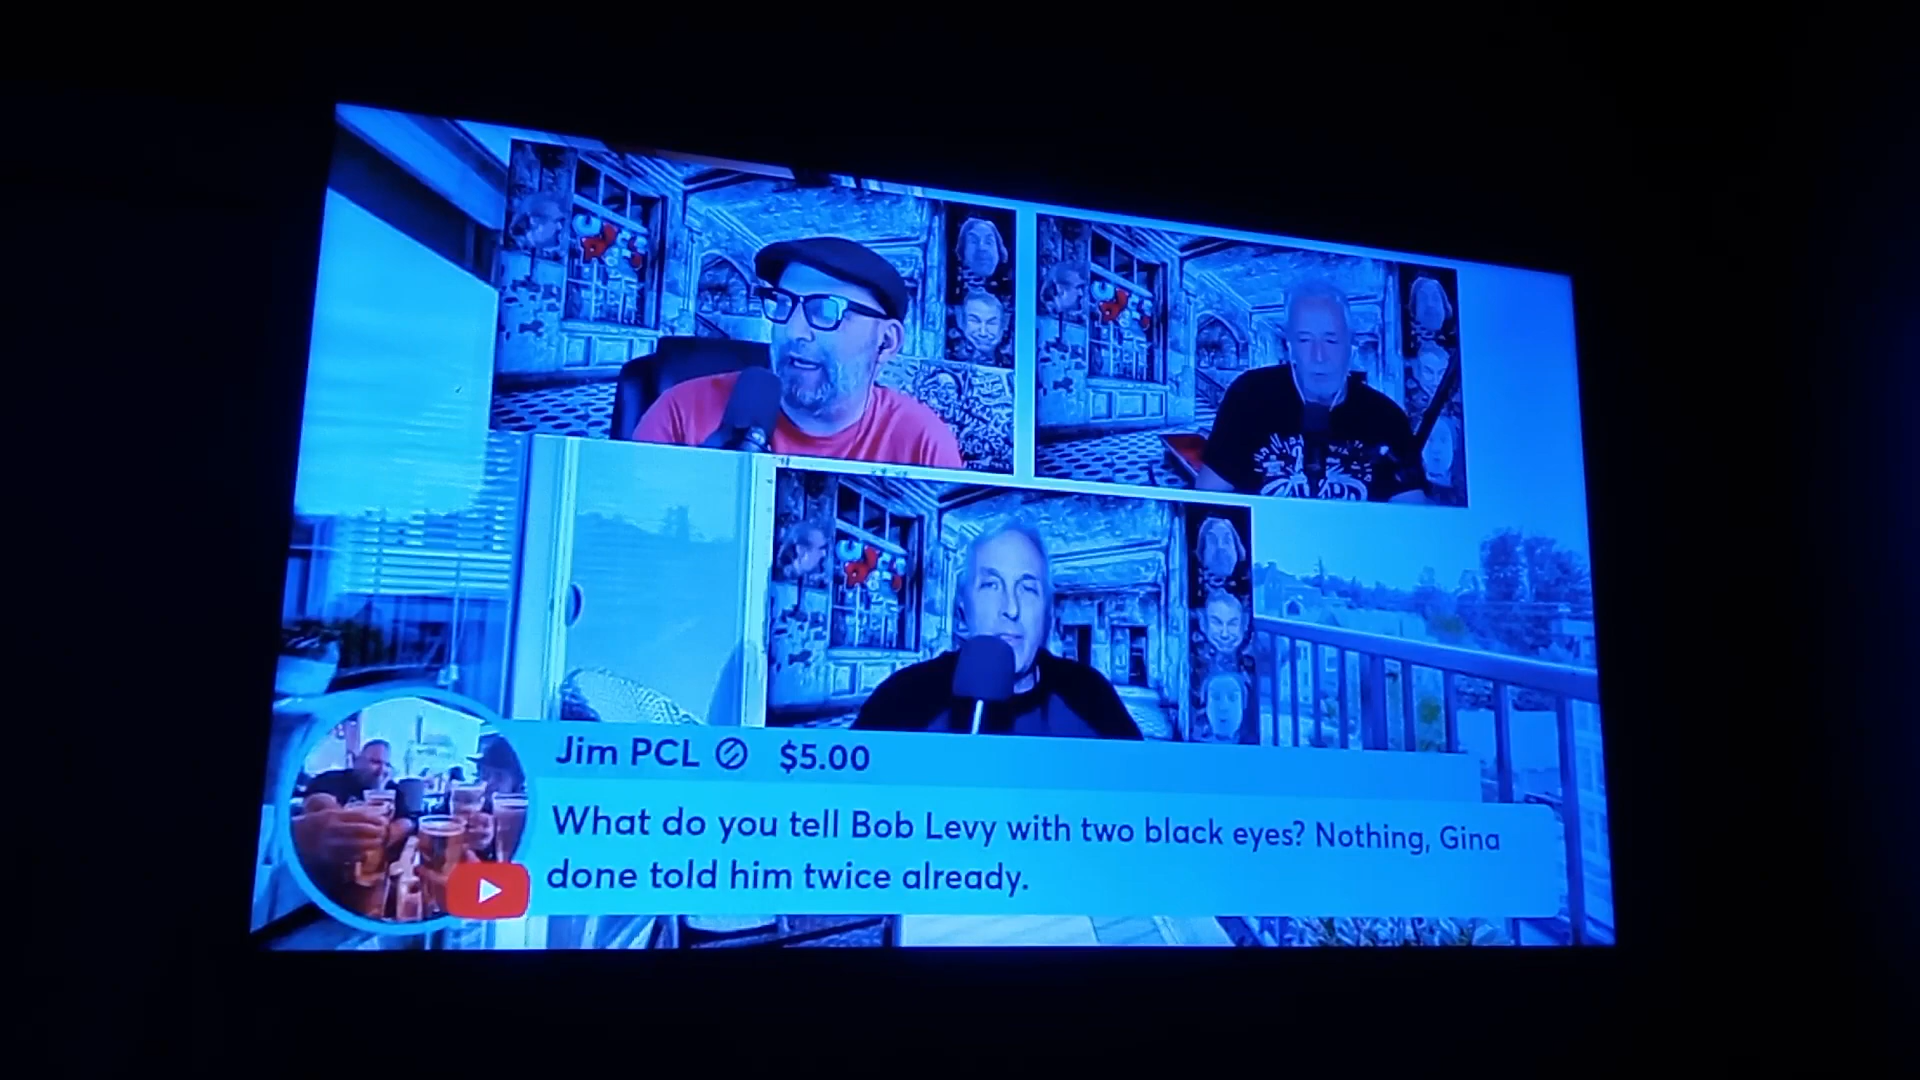 Jim PCL $5.00
What do you tell Bob Levy with two black eyes? Nothing, Gina
done told him twice already.